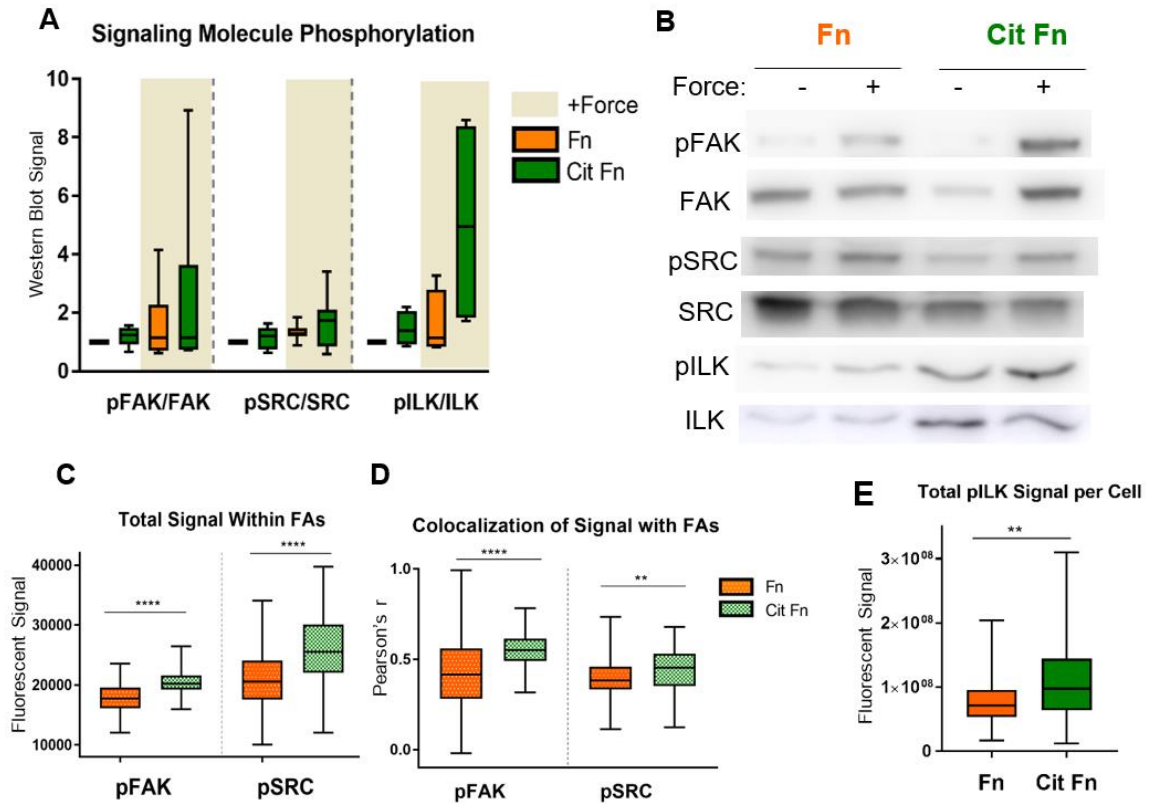 A
Signaling Molecule Phosphorylation
Western Blot Signal
10
8
6
4
2
0
+Force
Fn
Cit Fn
pFAK/FAK pSRC/SRC pILK/ILK
B
Fn Cit Fn
Force: - + - +
pFAK
FAK
pSRC
SRC
pILK
ILK
C
Total Signal Within FAs
Fluorescent Signal
40000
30000
20000
10000
****
****
pFAK pSRC
D
Colocalization of Signal with FAs
Pearson's r
1.0
0.5
0.0
****
**
Fn
Cit Fn
pFAK pSRC
E
Total pILK Signal per Cell
Fluorescent Signal
3×10⁰⁸
2×10⁰⁸
1×10⁰⁸
0
**
Fn Cit Fn